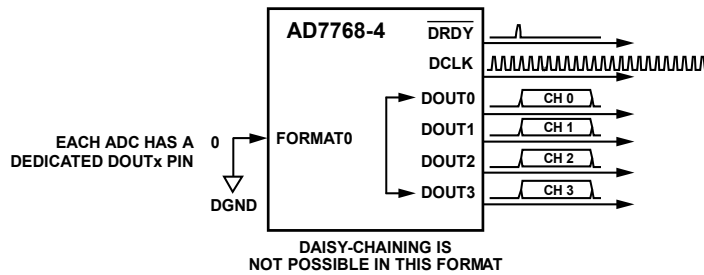 AD7768-4
DRDY
DCLK
DOUT0
CH 0
EACH ADC HAS A
DEDICATED DOUTx PIN
0
FORMAT0
DOUT1
CH 1
DOUT2
CH 2
DGND
DOUT3
CH 3
DAISY-CHAINING IS
NOT POSSIBLE IN THIS FORMAT